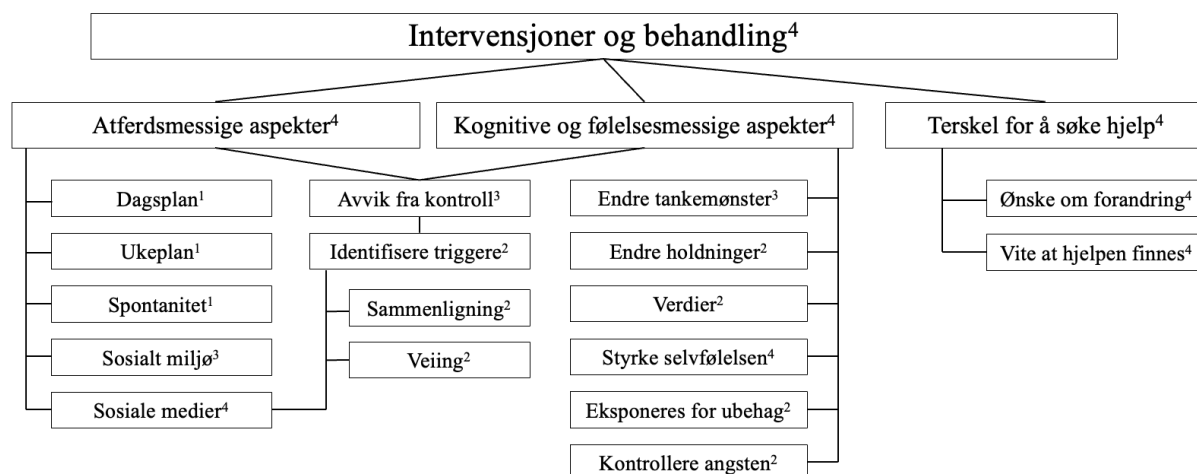 Intervensjoner og behandling⁴
Atferdsmessige aspekter⁴
Kognitive og følelsesmessige aspekter⁴
Terskel for å søke hjelp⁴
Dagsplan¹
Ukeplan¹
Spontanitet¹
Sosialt miljø³
Sosiale medier⁴
Avvik fra kontroll³
Identifisere triggere²
Sammenligning²
Veiing²
Endre tankemønster³
Endre holdninger²
Verdier²
Styrke selvfølelsen⁴
Eksponeres for ubehag²
Kontrollere angsten²
Ønske om forandring⁴
Vite at hjelpen finnes⁴